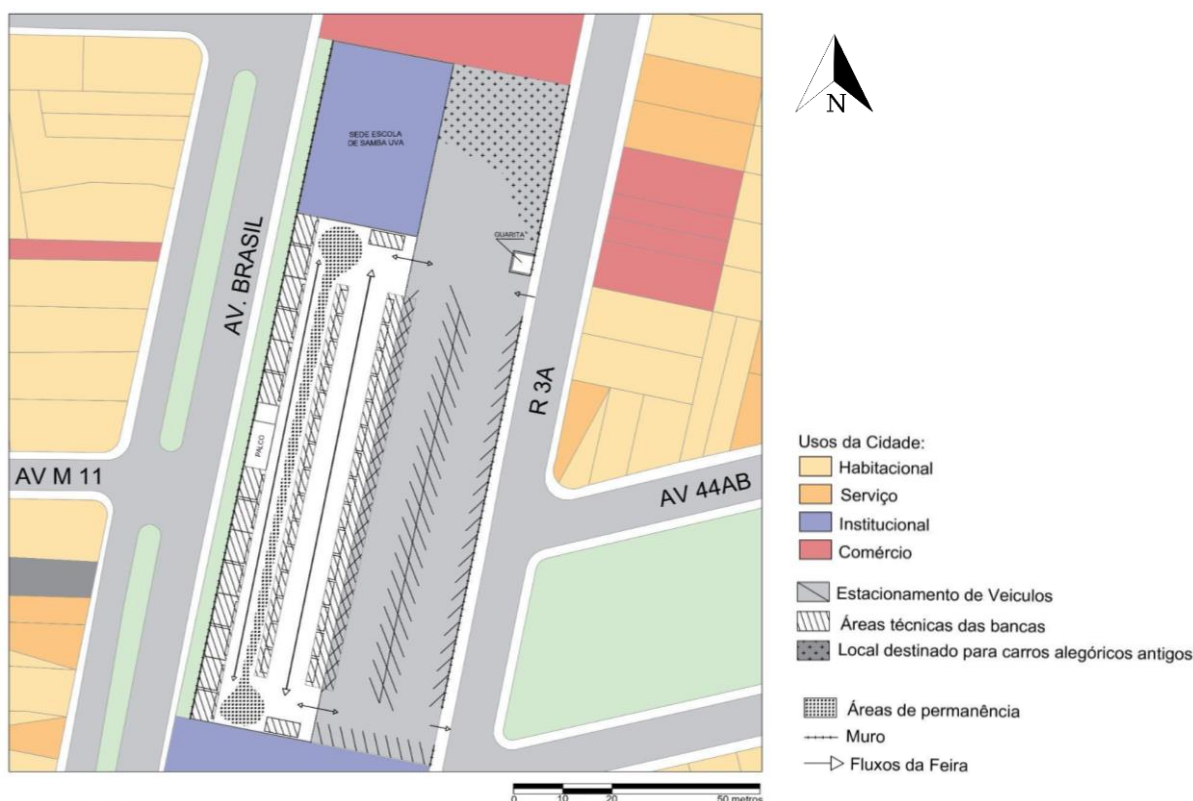 SEDE ESCOLA
DE SAMBA UVA
N
AV. BRASIL
GUARITA
R 3A
PALCO
AV M 11
AV 44AB
Usos da Cidade:
Habitacional
Serviço
Institucional
Comércio
Estacionamento de Veiculos
Áreas técnicas das bancas
Local destinado para carros alegóricos antigos
Áreas de permanência
Muro
Fluxos da Feira
0 10 20 50 metros